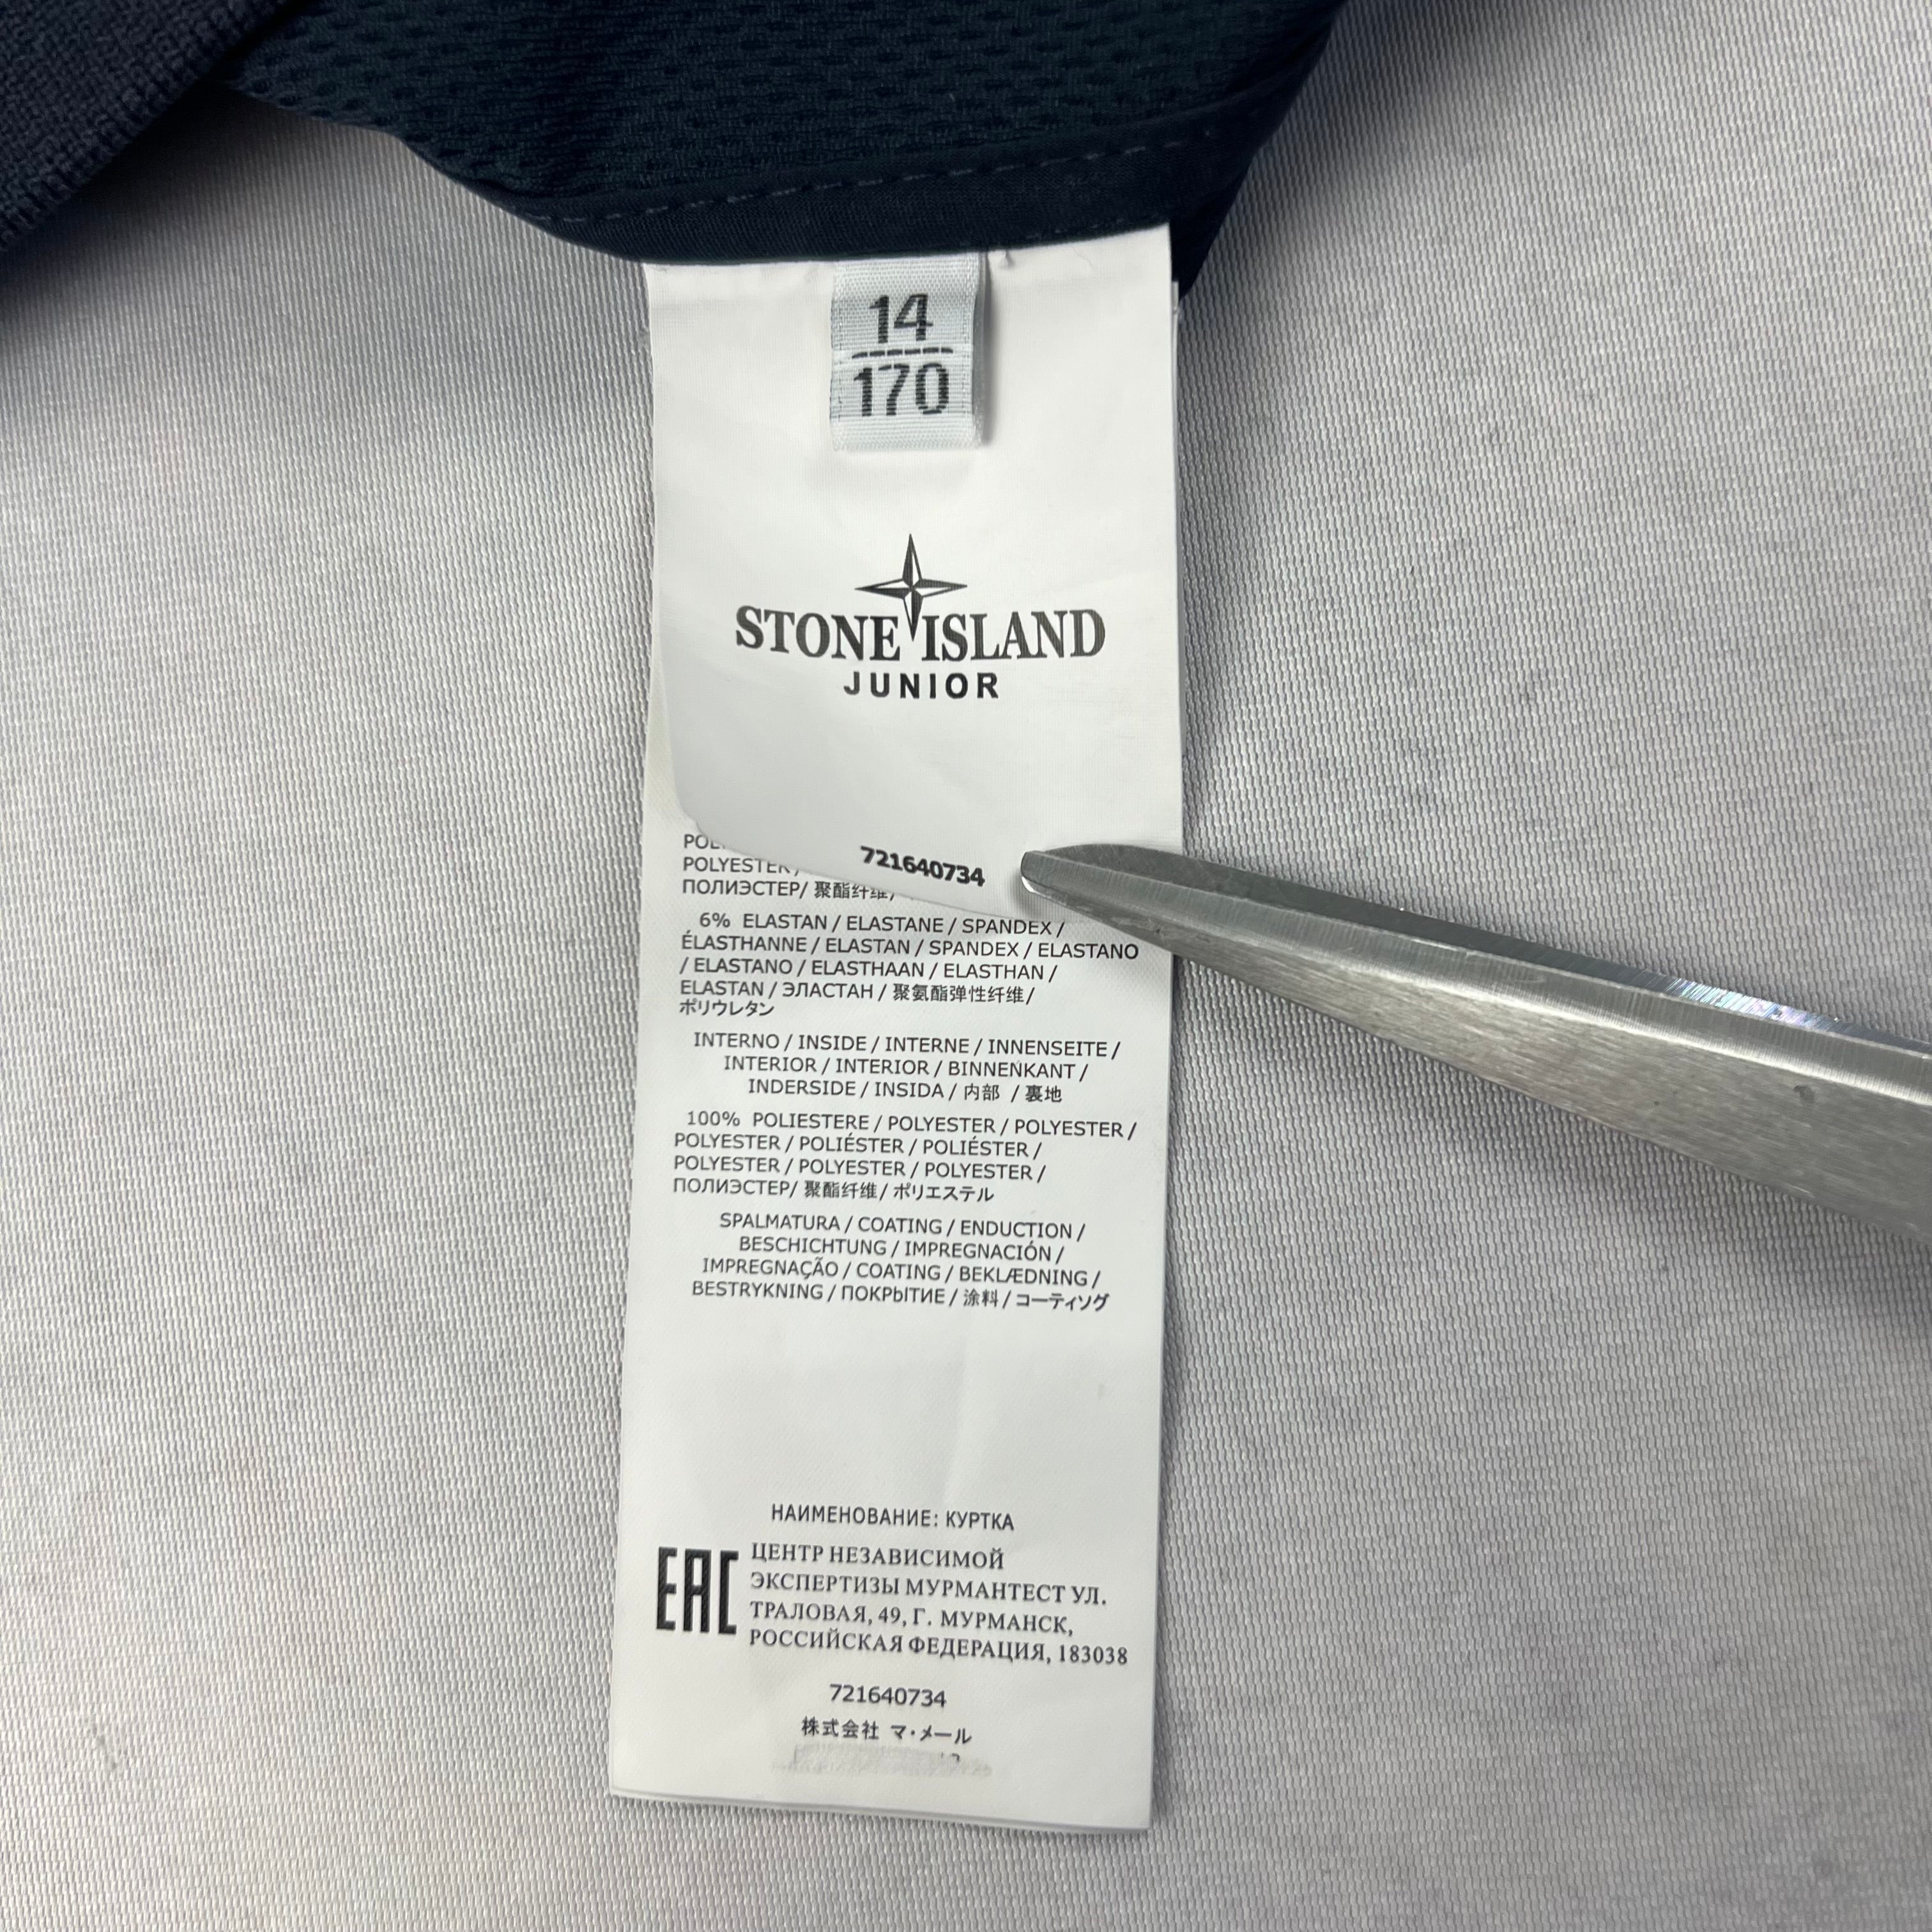 14
170
STONE ISLAND
JUNIOR
721640734
POLYESTER/
ПОЛИЭСТЕР/ 聚酯纤维/
6% ELASTAN / ELASTANE / SPANDEX /
ÉLASTHANNE / ELASTAN / SPANDEX / ELASTANO
/ ELASTANO / ELASTHAAN / ELASTHAN /
ELASTAN / ЭЛАСТАН / 聚氨酯弹性纤维/
ポリウレタン
INTERNO / INSIDE / INTERNE / INNENSEITE /
INTERIOR / INTERIOR / BINNENKANT /
INDERSIDE / INSIDA / 内部 / 裏地
100% POLIESTERE / POLYESTER / POLYESTER /
POLYESTER / POLIÉSTER / POLIÉSTER /
POLYESTER / POLYESTER / POLYESTER /
ПОЛИЭСТЕР/ 聚酯纤维/ ポリエステル
SPALMATURA / COATING / ENDUCTION /
BESCHICHTUNG / IMPREGNACIÓN /
IMPREGNAÇÃO / COATING / BEKLÆDNING /
BESTRYKNING / ПОКРЫТИЕ / 涂料 / コーティソグ
НАИМЕНОВАНИЕ: КУРТКА
EAC
ЦЕНТР НЕЗАВИСИМОЙ
ЭКСПЕРТИЗЫ МУРМАНТЕСТ УЛ.
ТРАЛОВАЯ, 49, Г. МУРМАНСК,
РОССИЙСКАЯ ФЕДЕРАЦИЯ, 183038
721640734
株式会社 マ・メール